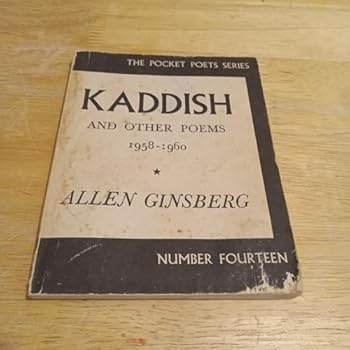 THE POCKET POETS SERIES
KADDISH
AND OTHER POEMS
1958-1960
ALLEN GINSBERG
NUMBER FOURTEEN